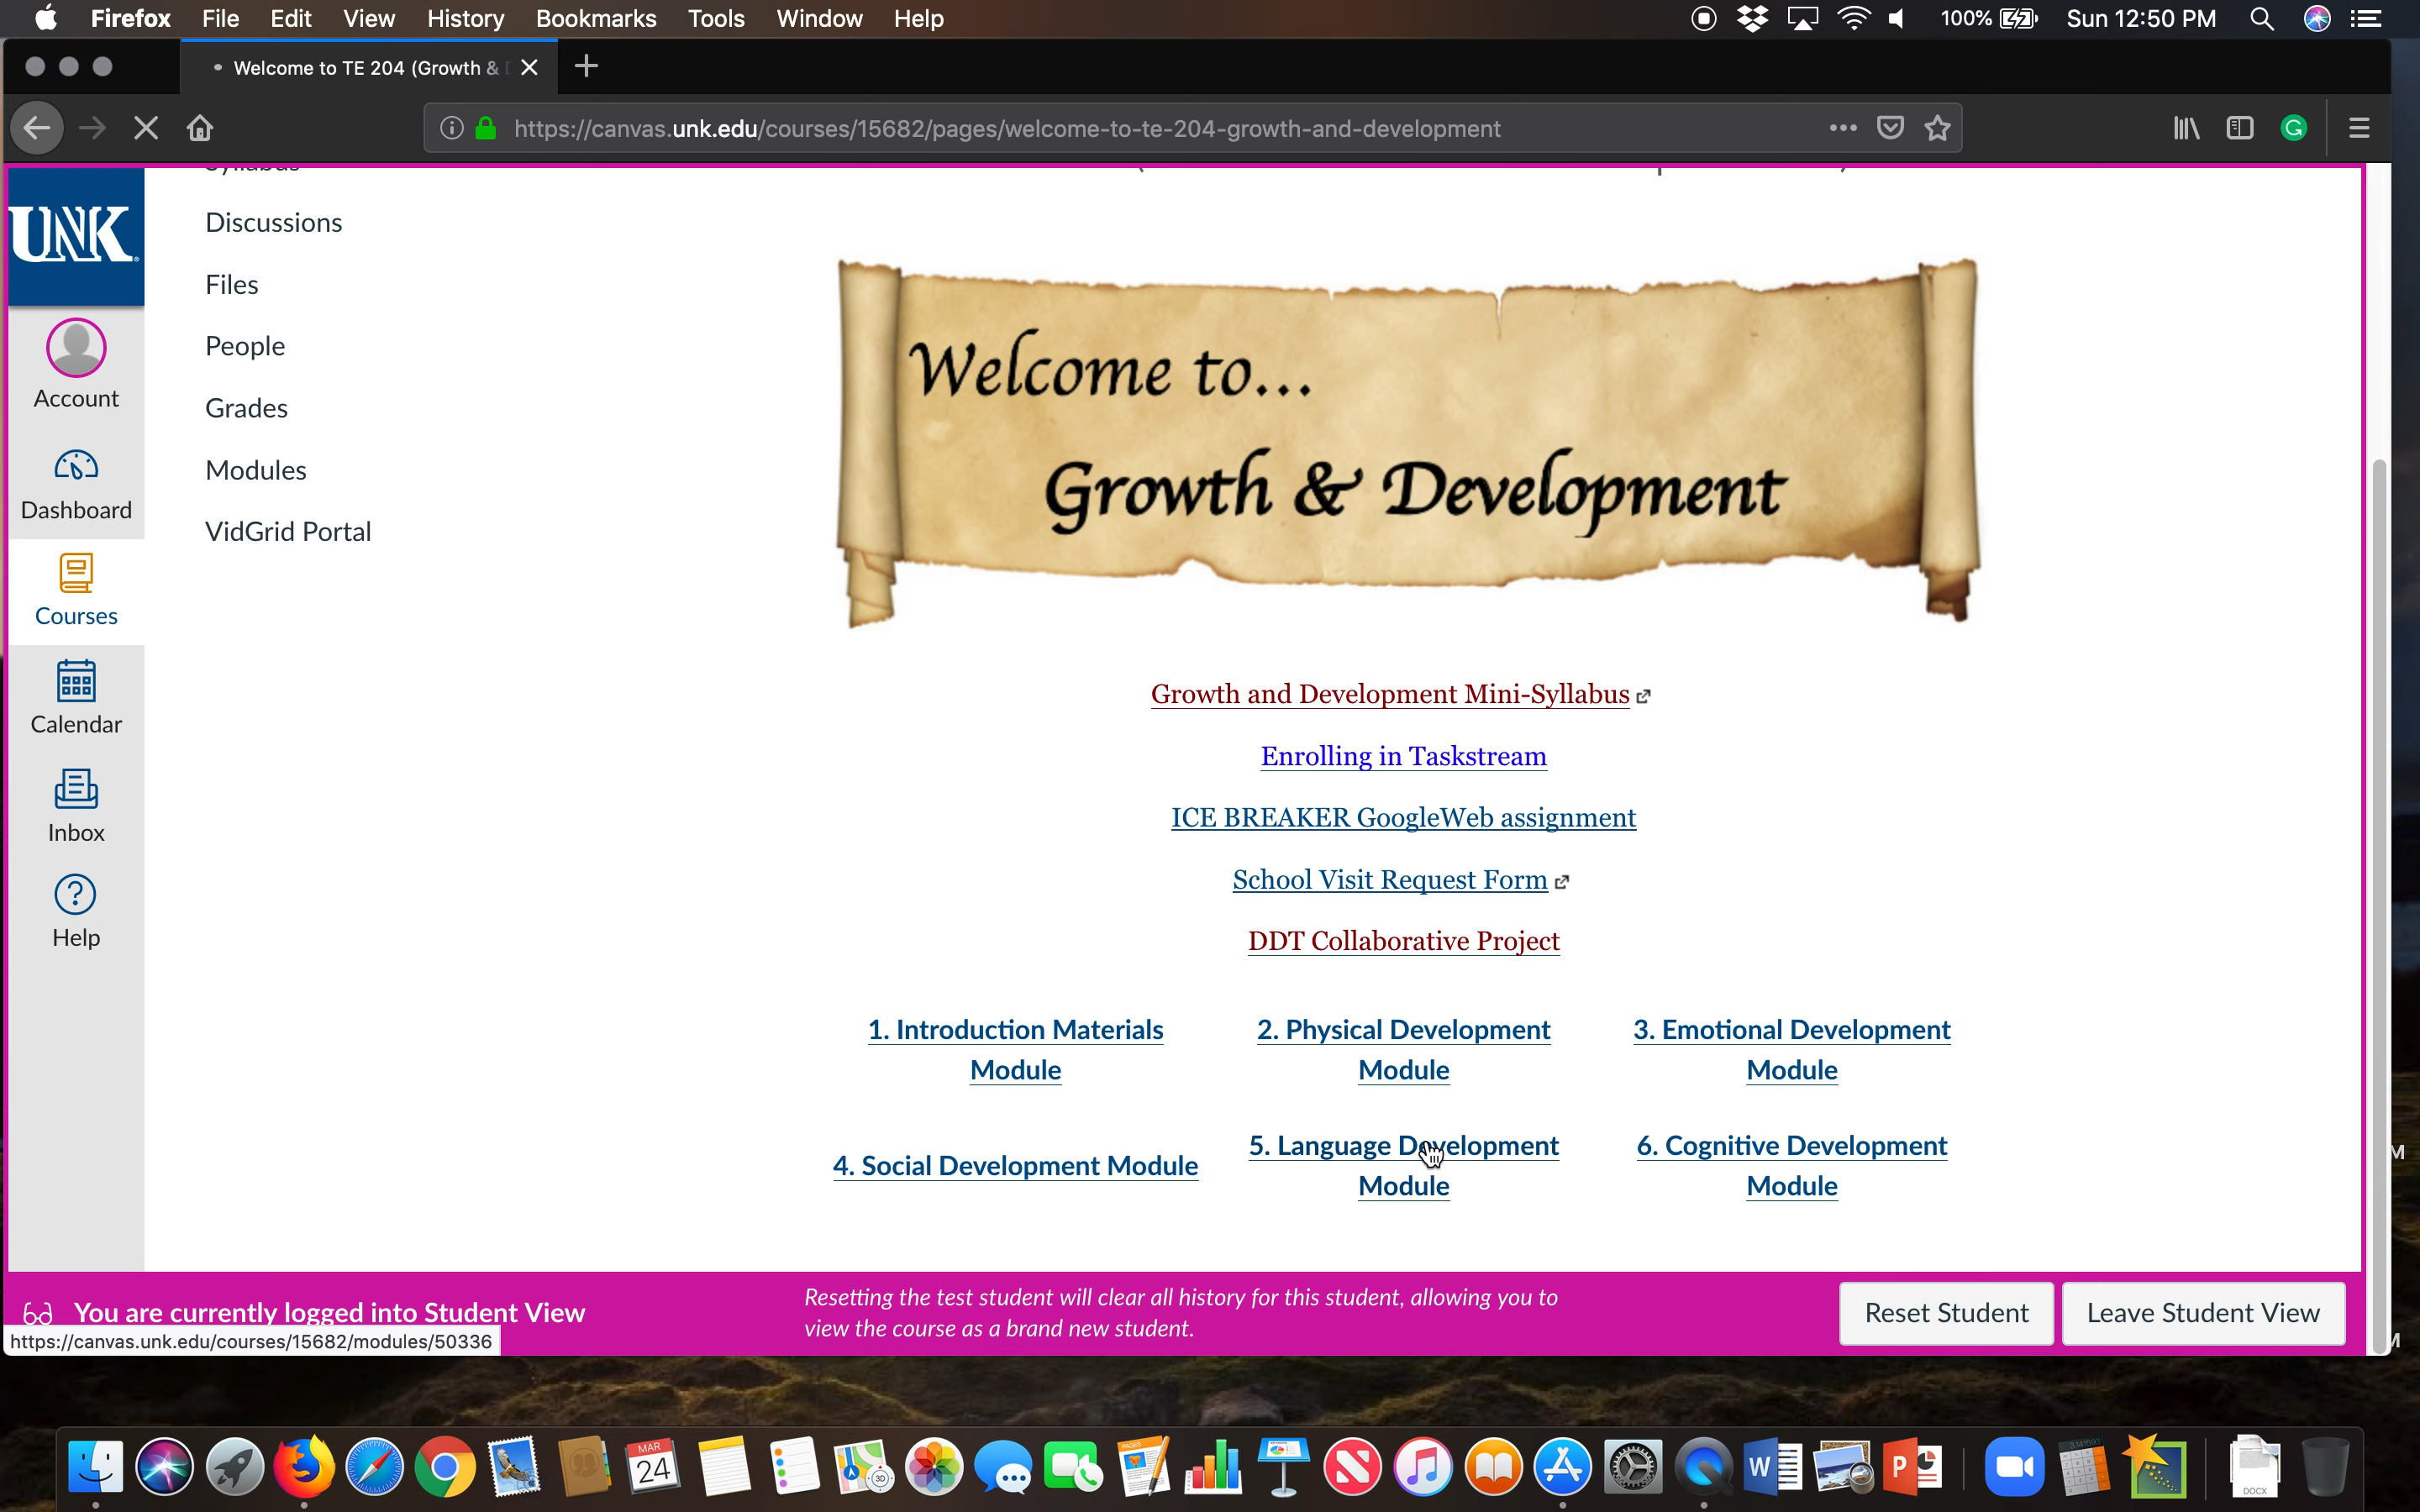 Firefox File Edit View History Bookmarks Tools Window Help 100% Sun 12:50 PM
Welcome to TE 204 (Growth &
https://canvas.unk.edu/courses/15682/pages/welcome-to-te-204-growth-and-development
UNK
Account
Dashboard
Courses
Calendar
Inbox
Help
Syllabus
Discussions
Files
People
Grades
Modules
VidGrid Portal
Welcome to...
Growth & Development
Growth and Development Mini-Syllabus
Enrolling in Taskstream
ICE BREAKER GoogleWeb assignment
School Visit Request Form
DDT Collaborative Project
1. Introduction Materials
Module
2. Physical Development
Module
3. Emotional Development
Module
4. Social Development Module
5. Language Development
Module
6. Cognitive Development
Module
You are currently logged into Student View
Resetting the test student will clear all history for this student, allowing you to
view the course as a brand new student.
Reset Student
Leave Student View
https://canvas.unk.edu/courses/15682/modules/50336
MAR
24
3D
PAGES
W
P
DOCX